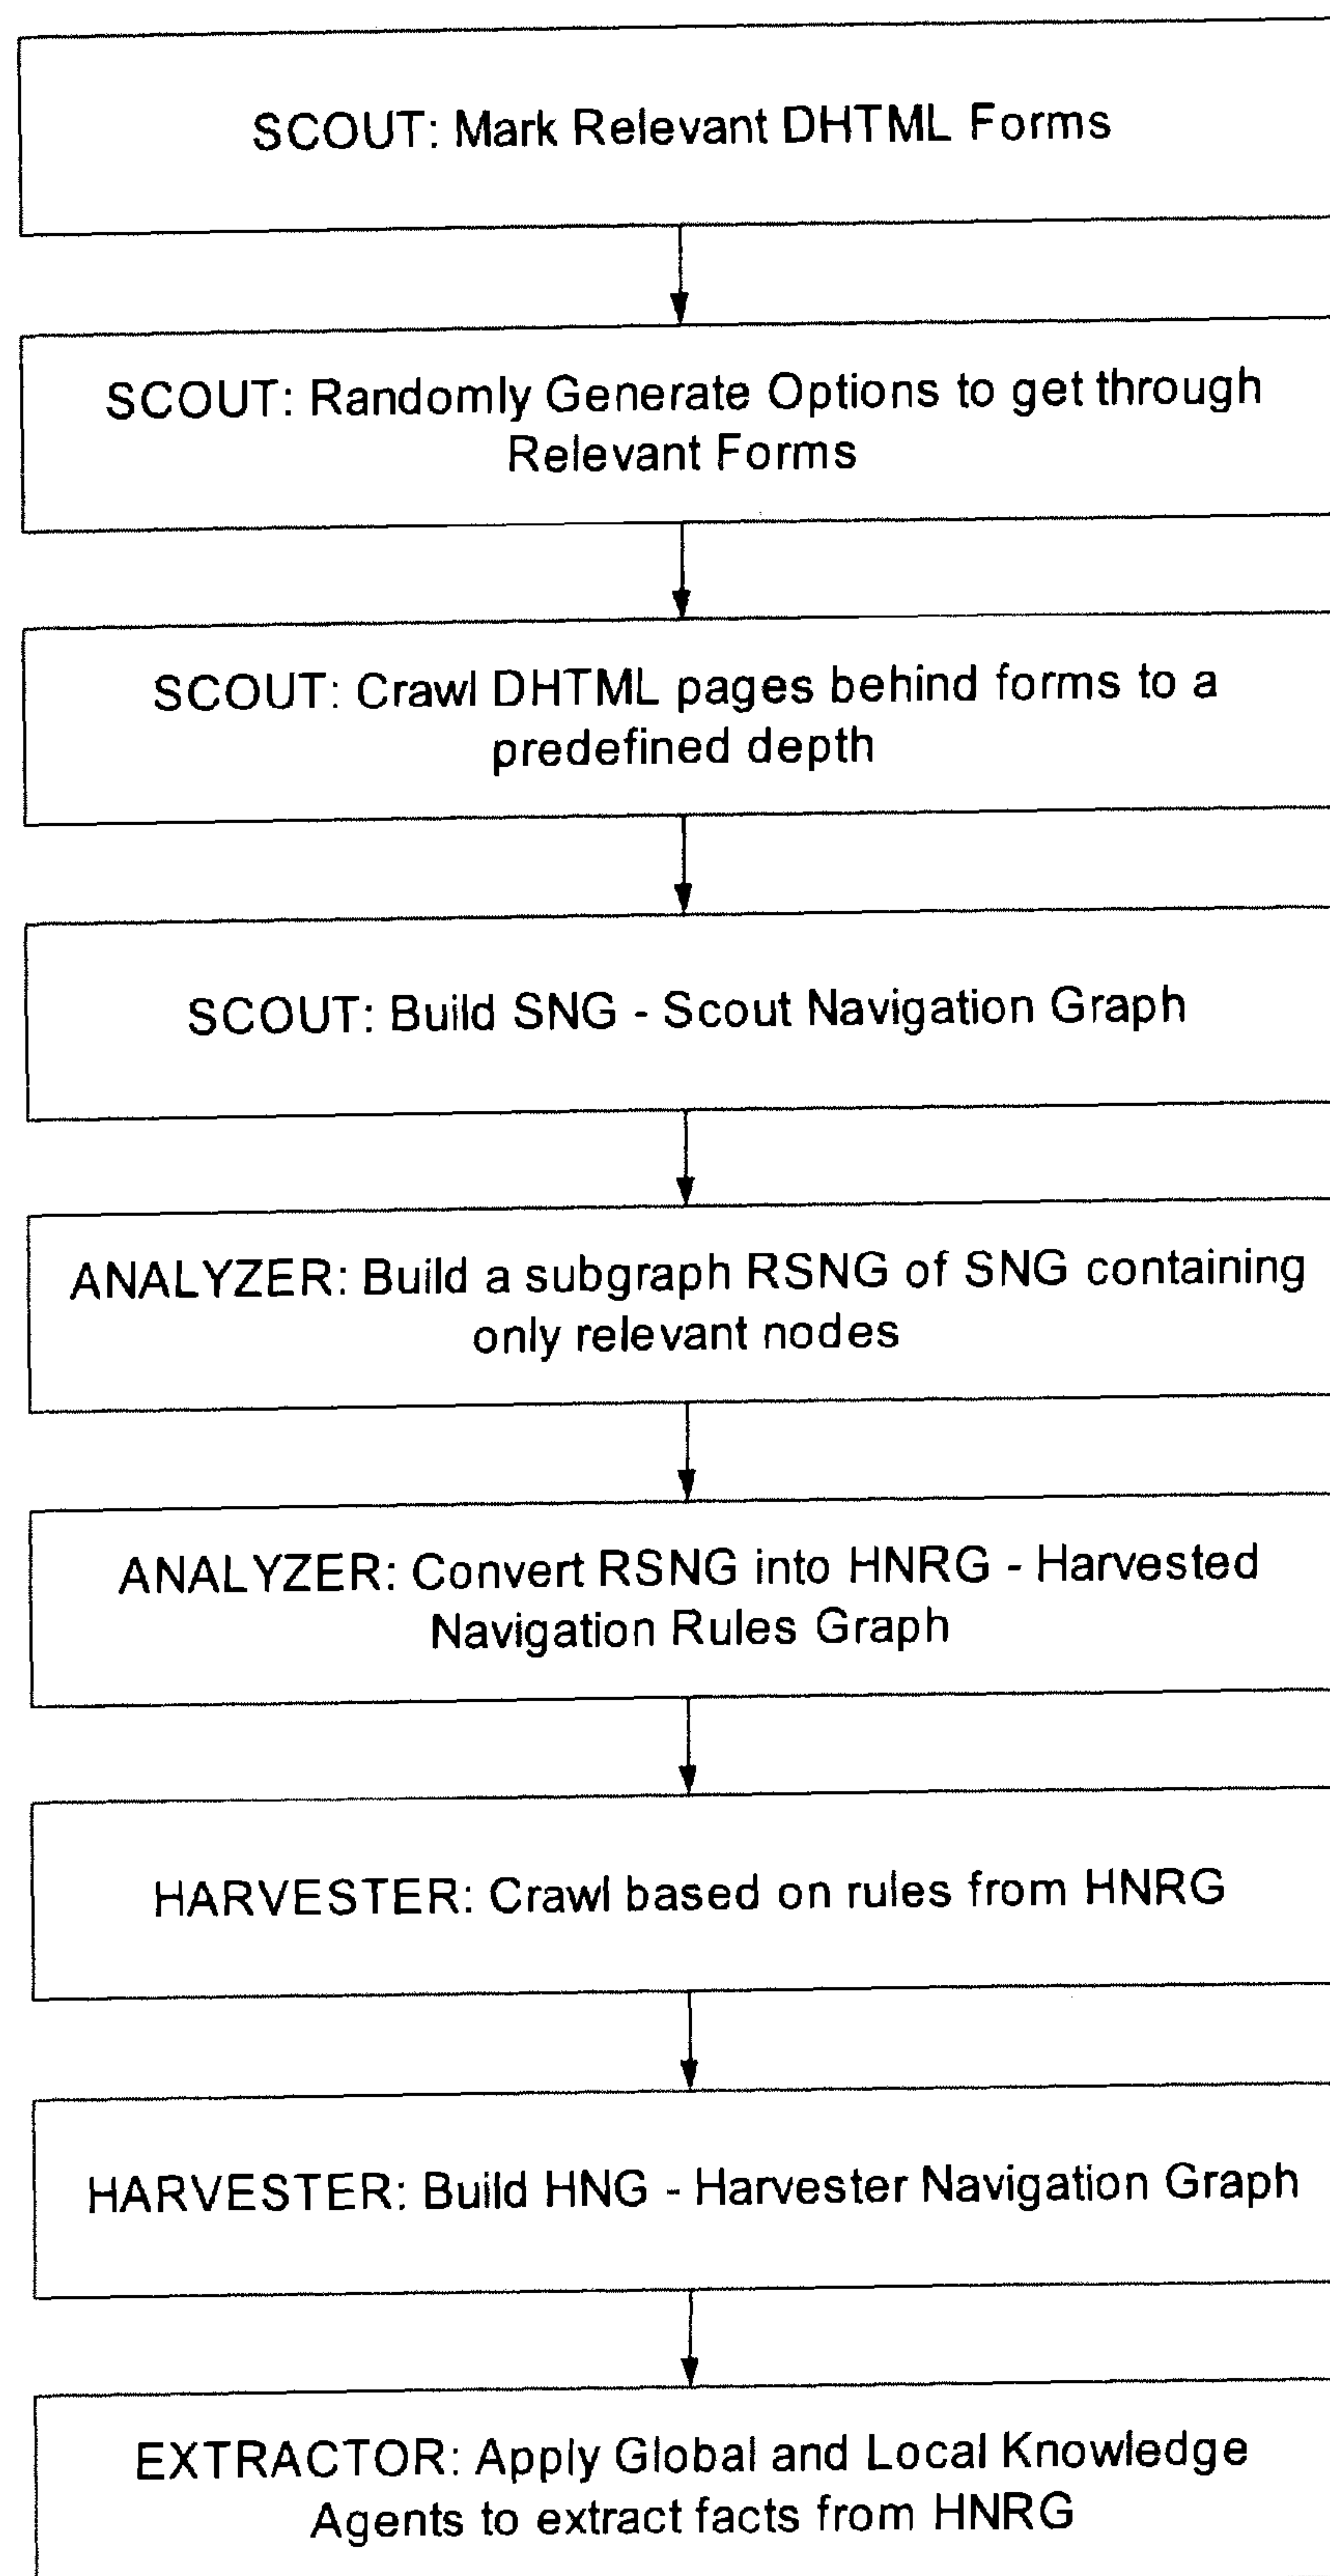 SCOUT: Mark Relevant DHTML Forms
SCOUT: Randomly Generate Options to get through
Relevant Forms
SCOUT: Crawl DHTML pages behind forms to a
predefined depth
SCOUT: Build SNG - Scout Navigation Graph
ANALYZER: Build a subgraph RSNG of SNG containing
only relevant nodes
ANALYZER: Convert RSNG into HNRG - Harvested
Navigation Rules Graph
HARVESTER: Crawl based on rules from HNRG
HARVESTER: Build HNG - Harvester Navigation Graph
EXTRACTOR: Apply Global and Local Knowledge
Agents to extract facts from HNRG